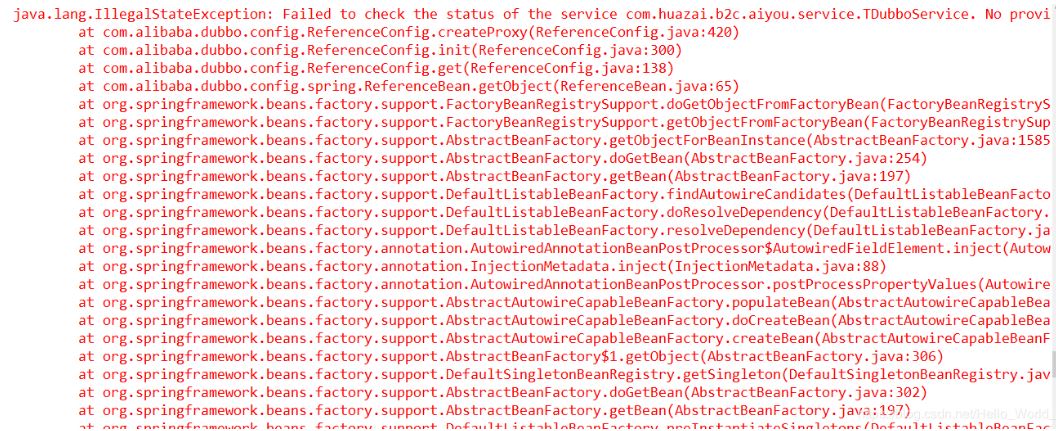 java.lang.IllegalStateException: Failed to check the status of the service com.huazai.b2c.aiyou.service.TDubboService. No provi
at com.alibaba.dubbo.config.ReferenceConfig.createProxy(ReferenceConfig.java:420)
at com.alibaba.dubbo.config.ReferenceConfig.init(ReferenceConfig.java:300)
at com.alibaba.dubbo.config.ReferenceConfig.get(ReferenceConfig.java:138)
at com.alibaba.dubbo.config.spring.ReferenceBean.getObject(ReferenceBean.java:65)
at org.springframework.beans.factory.support.FactoryBeanRegistrySupport.doGetObjectFromFactoryBean(FactoryBeanRegistryS
at org.springframework.beans.factory.support.FactoryBeanRegistrySupport.getObjectFromFactoryBean(FactoryBeanRegistrySup
at org.springframework.beans.factory.support.AbstractBeanFactory.getObjectForBeanInstance(AbstractBeanFactory.java:1585
at org.springframework.beans.factory.support.AbstractBeanFactory.doGetBean(AbstractBeanFactory.java:254)
at org.springframework.beans.factory.support.AbstractBeanFactory.getBean(AbstractBeanFactory.java:197)
at org.springframework.beans.factory.support.DefaultListableBeanFactory.findAutowireCandidates(DefaultListableBeanFacto
at org.springframework.beans.factory.support.DefaultListableBeanFactory.doResolveDependency(DefaultListableBeanFactory.
at org.springframework.beans.factory.support.DefaultListableBeanFactory.resolveDependency(DefaultListableBeanFactory.ja
at org.springframework.beans.factory.annotation.AutowiredAnnotationBeanPostProcessor$AutowiredFieldElement.inject(Autow
at org.springframework.beans.factory.annotation.InjectionMetadata.inject(InjectionMetadata.java:88)
at org.springframework.beans.factory.annotation.AutowiredAnnotationBeanPostProcessor.postProcessPropertyValues(Autowire
at org.springframework.beans.factory.support.AbstractAutowireCapableBeanFactory.populateBean(AbstractAutowireCapableBea
at org.springframework.beans.factory.support.AbstractAutowireCapableBeanFactory.doCreateBean(AbstractAutowireCapableBea
at org.springframework.beans.factory.support.AbstractAutowireCapableBeanFactory.createBean(AbstractAutowireCapableBeanF
at org.springframework.beans.factory.support.AbstractBeanFactory$1.getObject(AbstractBeanFactory.java:306)
at org.springframework.beans.factory.support.DefaultSingletonBeanRegistry.getSingleton(DefaultSingletonBeanRegistry.jav
at org.springframework.beans.factory.support.AbstractBeanFactory.doGetBean(AbstractBeanFactory.java:302)
at org.springframework.beans.factory.support.AbstractBeanFactory.getBean(AbstractBeanFactory.java:197)
at org.springframework.beans.factory.support.DefaultListableBeanFactory.preInstantiateSingletons(DefaultListableBeanFac